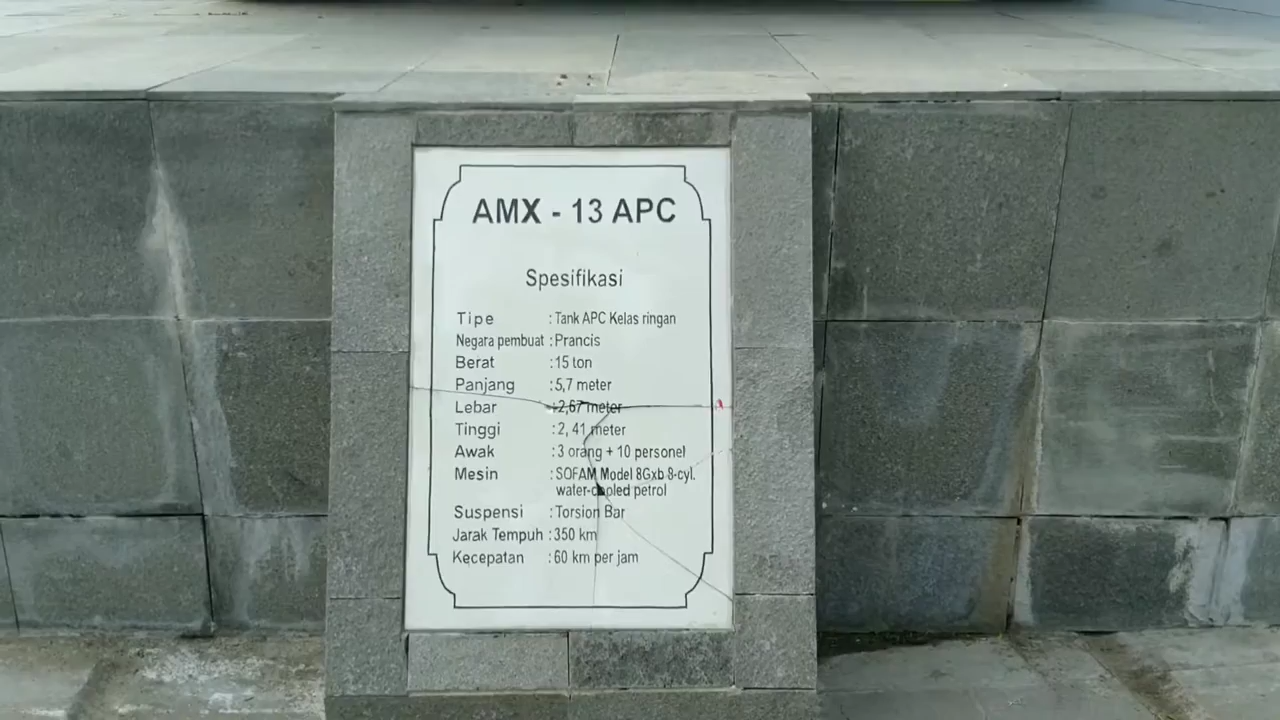 AMX - 13 APC
Spesifikasi
Tipe : Tank APC Kelas ringan
Negara pembuat : Prancis
Berat : 15 ton
Panjang : 5,7 meter
Lebar : 2,67 meter
Tinggi : 2, 41 meter
Awak : 3 orang + 10 personel
Mesin : SOFAM Model 8Gxb 8-cyl.
water-cooled petrol
Suspensi : Torsion Bar
Jarak Tempuh : 350 km
Kecepatan : 60 km per jam